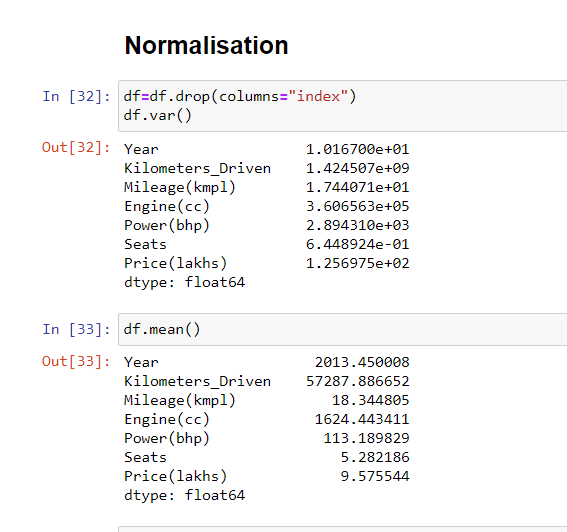 Normalisation
In [32]: df=df.drop(columns="index")
df.var()
Out[32]: Year 1.016700e+01
Kilometers_Driven 1.424507e+09
Mileage(kmpl) 1.744071e+01
Engine(cc) 3.606563e+05
Power(bhp) 2.894310e+03
Seats 6.448924e-01
Price(lakhs) 1.256975e+02
dtype: float64
In [33]: df.mean()
Out[33]: Year 2013.450008
Kilometers_Driven 57287.886652
Mileage(kmpl) 18.344805
Engine(cc) 1624.443411
Power(bhp) 113.189829
Seats 5.282186
Price(lakhs) 9.575544
dtype: float64